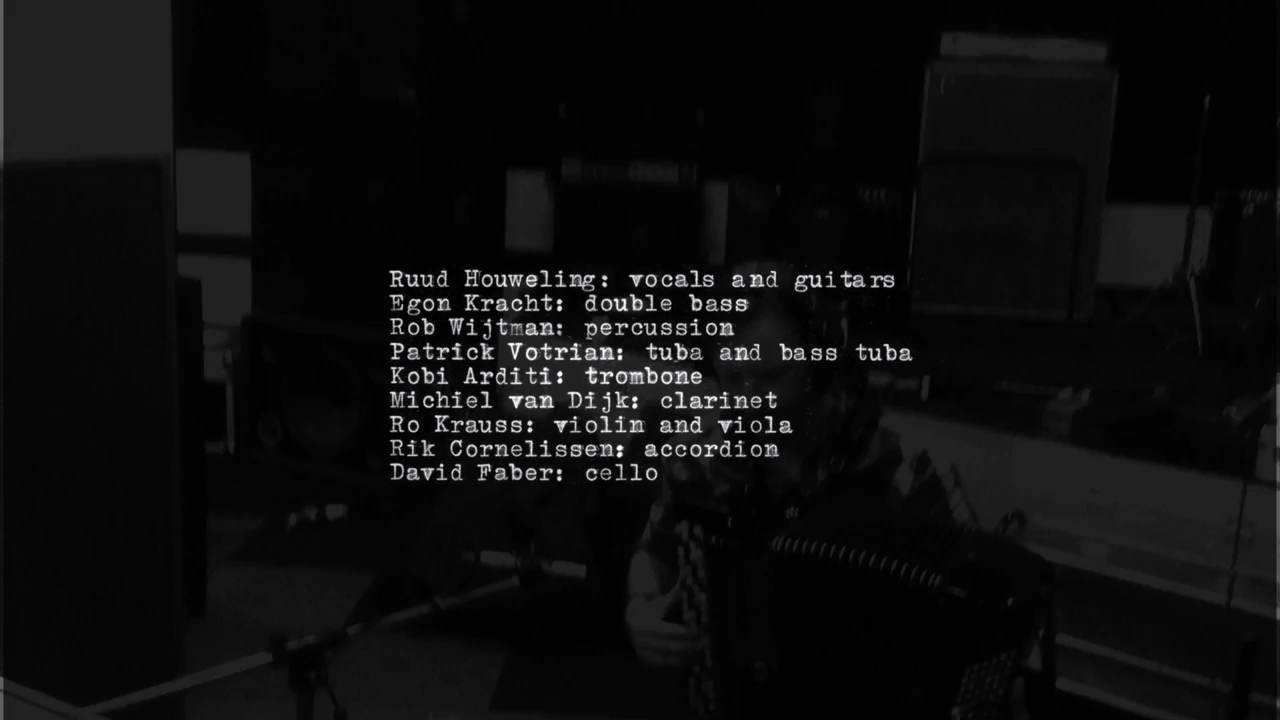 Ruud Houweling: vocals and guitars
Egon Kracht: double bass
Rob Wijtman: percussion
Patrick Votrian: tuba and bass tuba
Kobi Arditi: trombone
Michiel van Dijk: clarinet
Ro Krauss: violin and viola
Rik Cornelissen: accordion
David Faber: cello